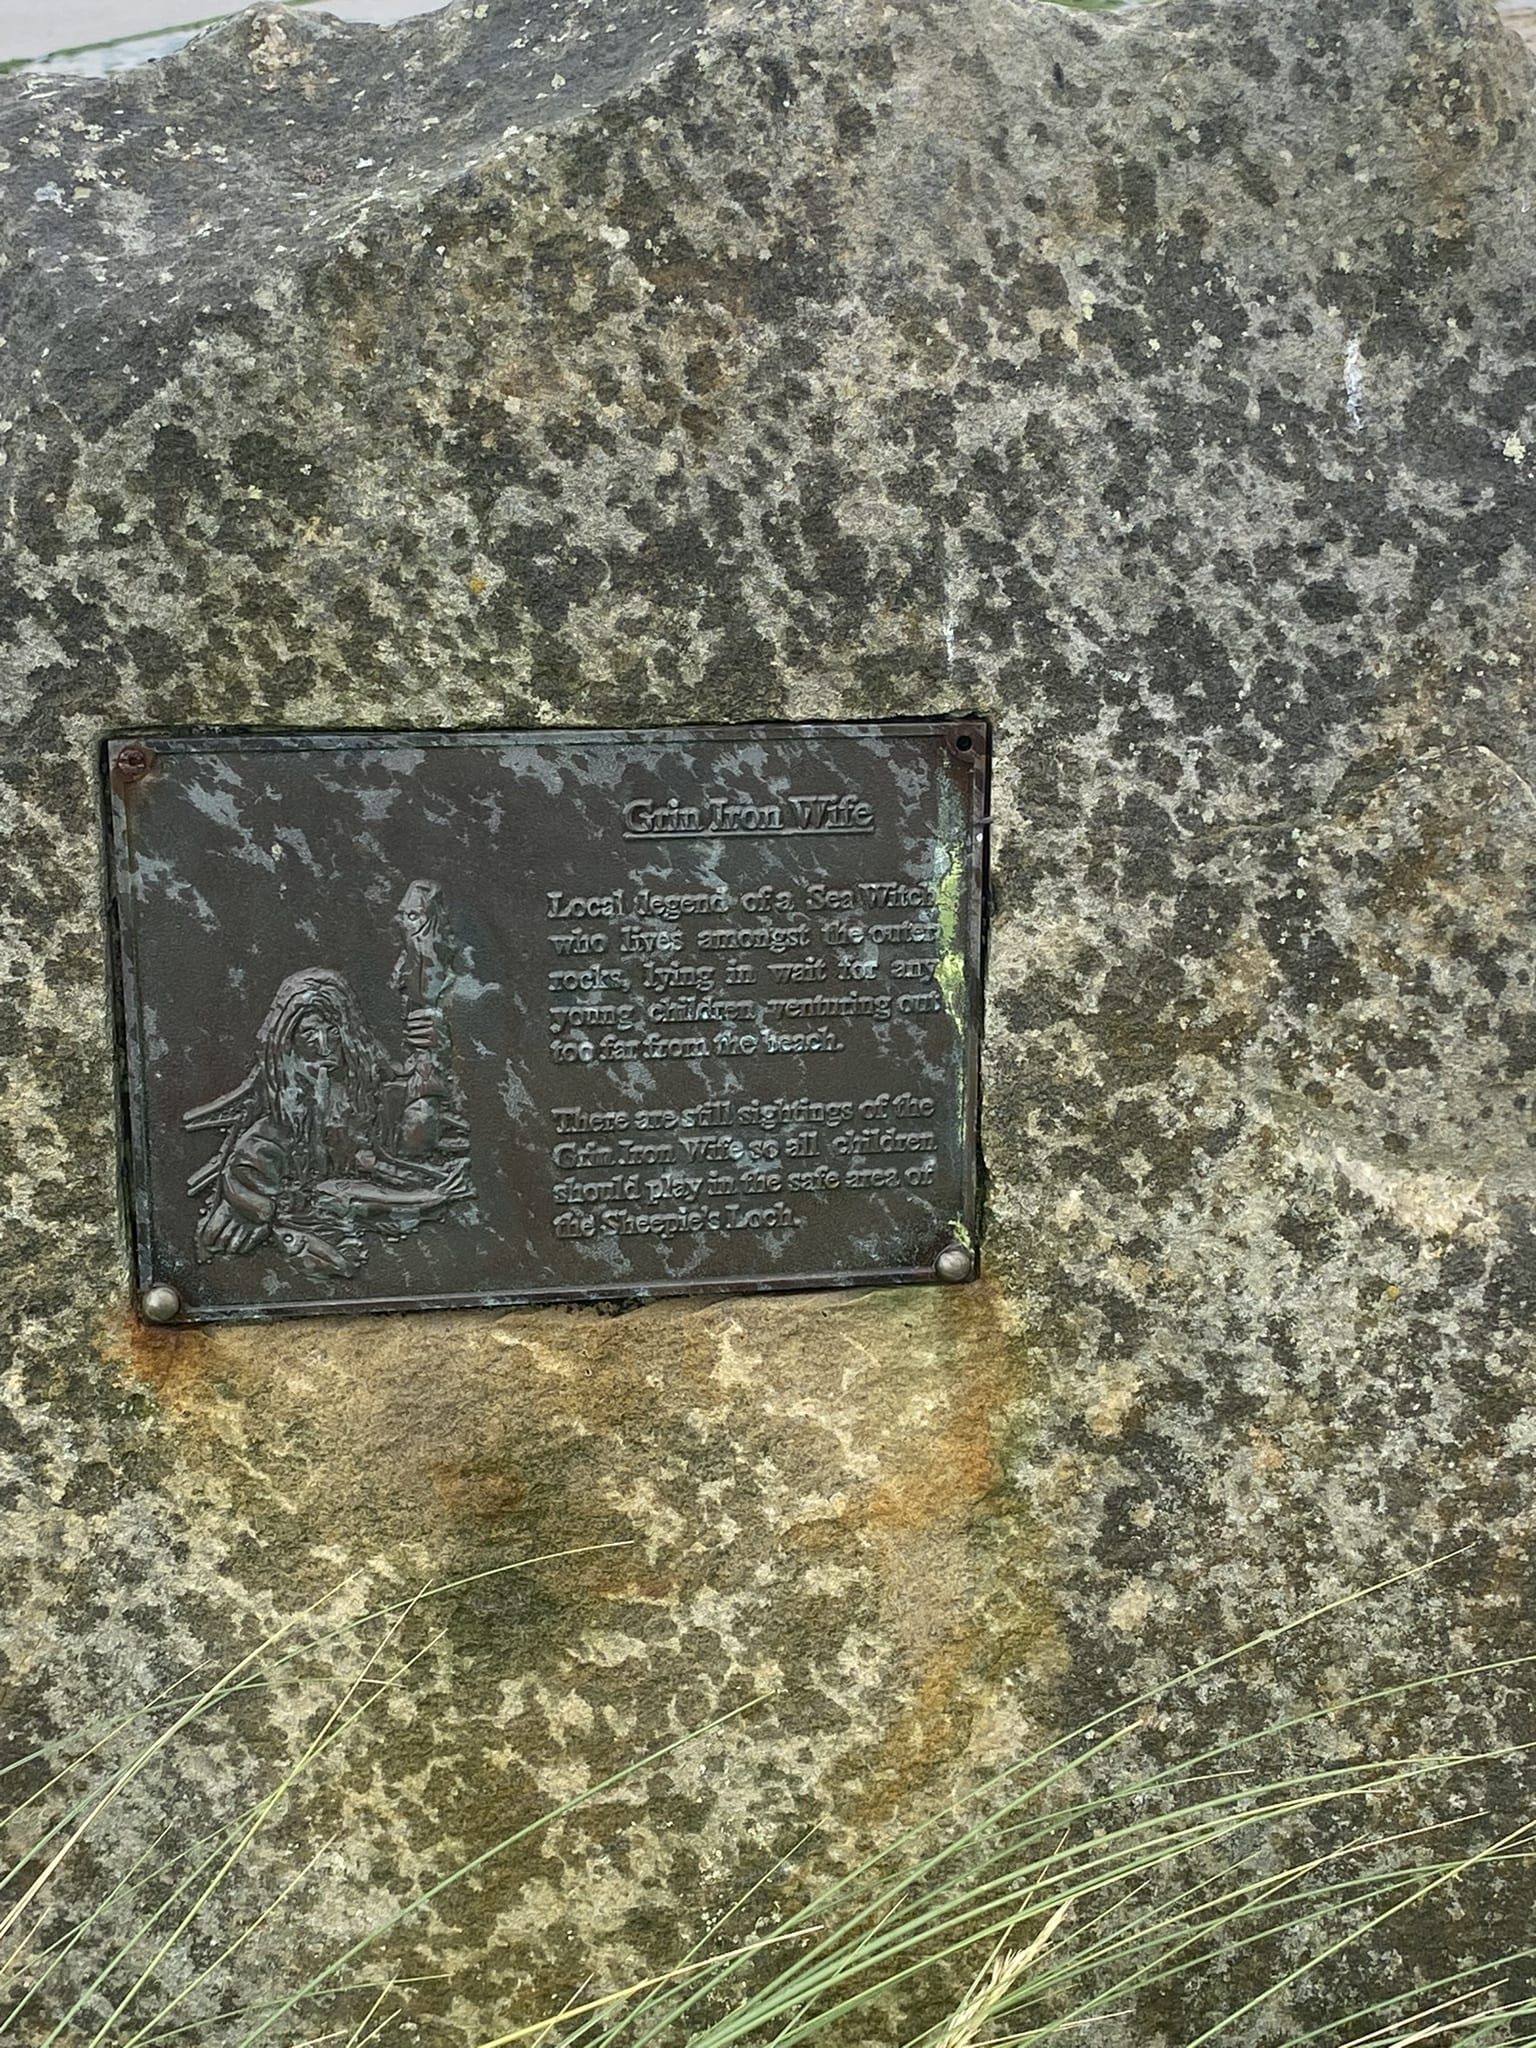 Grin Iron Wife
Local legend of a Sea Witch
who lives amongst the outer
rocks, lying in wait for any
young children venturing out
too far from the beach.
There are still sightings of the
Grin Iron Wife so all children
should play in the safe area of
the Sheepie's Loch.